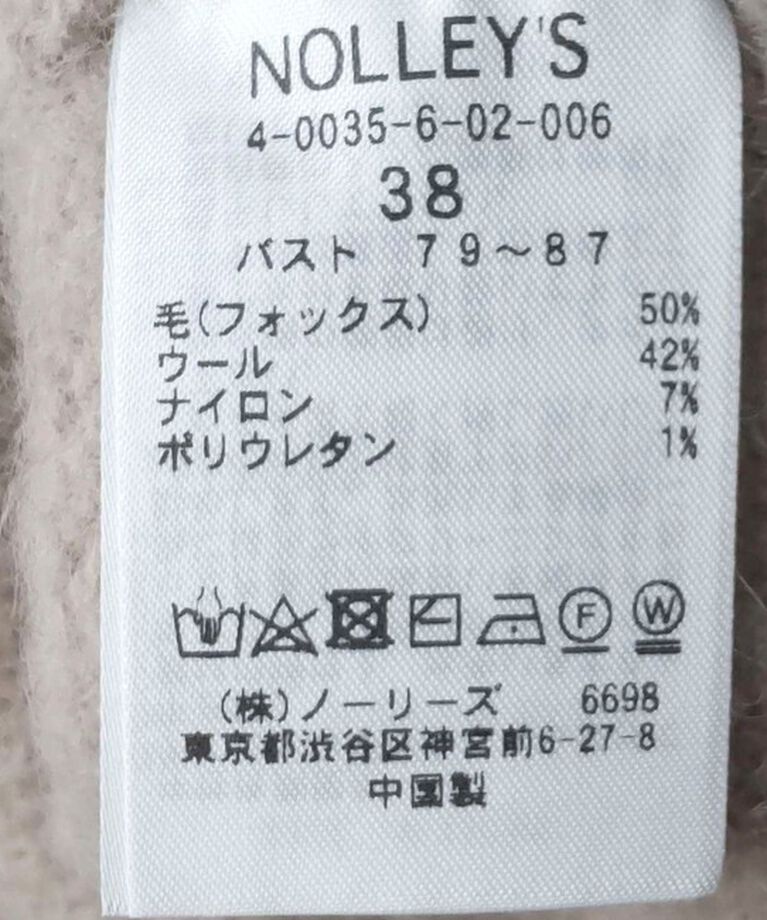 NOLLEY'S
4-0035-6-02-006
38
バスト 79〜87
毛(フォックス) 50%
ウール 42%
ナイロン 7%
ポリウレタン 1%
F W
(株)ノーリーズ 6698
東京都渋谷区神宮前6-27-8
中国製